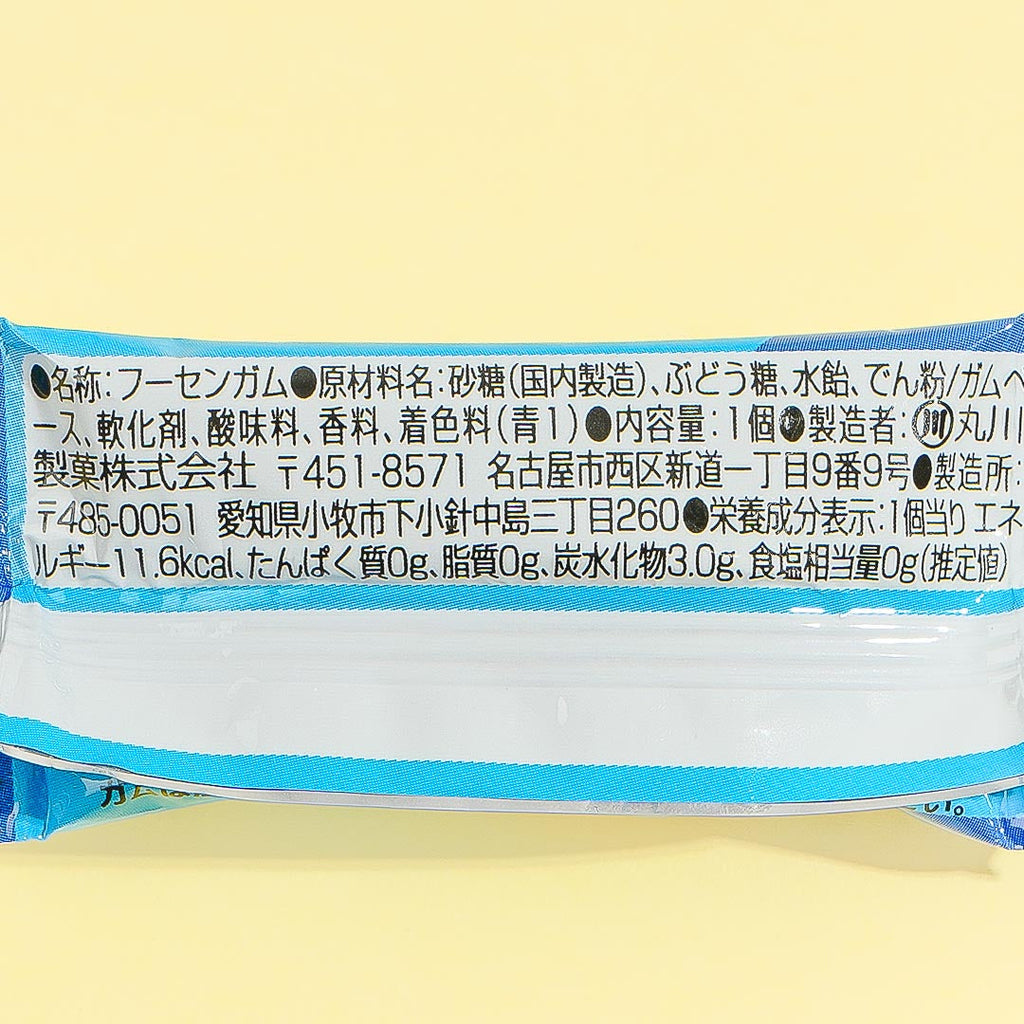 ●名称:フーセンガム●原材料名:砂糖(国内製造)、ぶどう糖、水飴、でん粉/ガムベ
ース、軟化剤、酸味料、香料、着色料(青1)●内容量:1個●製造者:川丸川
製菓株式会社 〒451-8571 名古屋市西区新道一丁目9番9号●製造所:
〒485-0051 愛知県小牧市下小針中島三丁目260●栄養成分表示:1個当り エネ
ルギー11.6kcal、たんぱく質0g、脂質0g、炭水化物3.0g、食塩相当量0g(推定値)